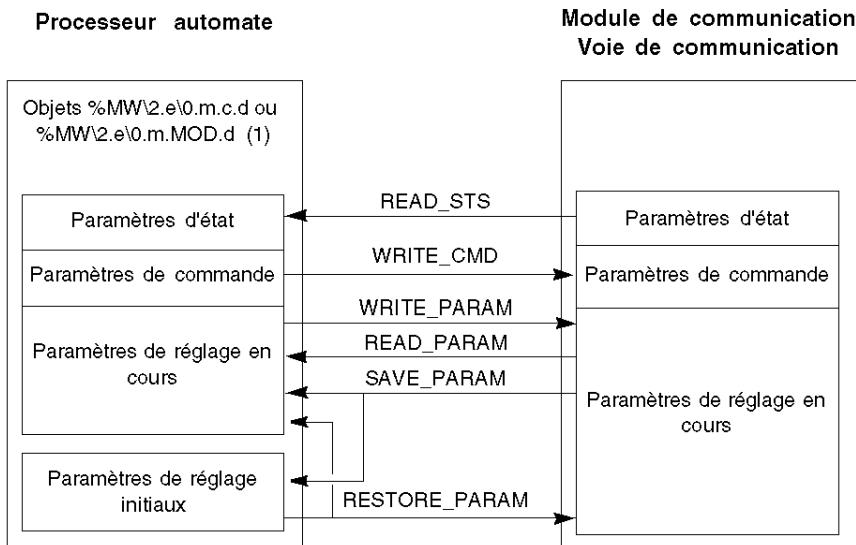 Processeur automate
Module de communication
Voie de communication
Objets %MW\2.e\0.m.c.d ou
%MW\2.e\0.m.MOD.d (1)
Paramètres d'état
Paramètres de commande
Paramètres de réglage en
cours
Paramètres de réglage
initiaux
READ_STS
WRITE_CMD
WRITE_PARAM
READ_PARAM
SAVE_PARAM
RESTORE_PARAM
Paramètres d'état
Paramètres de commande
Paramètres de réglage en
cours